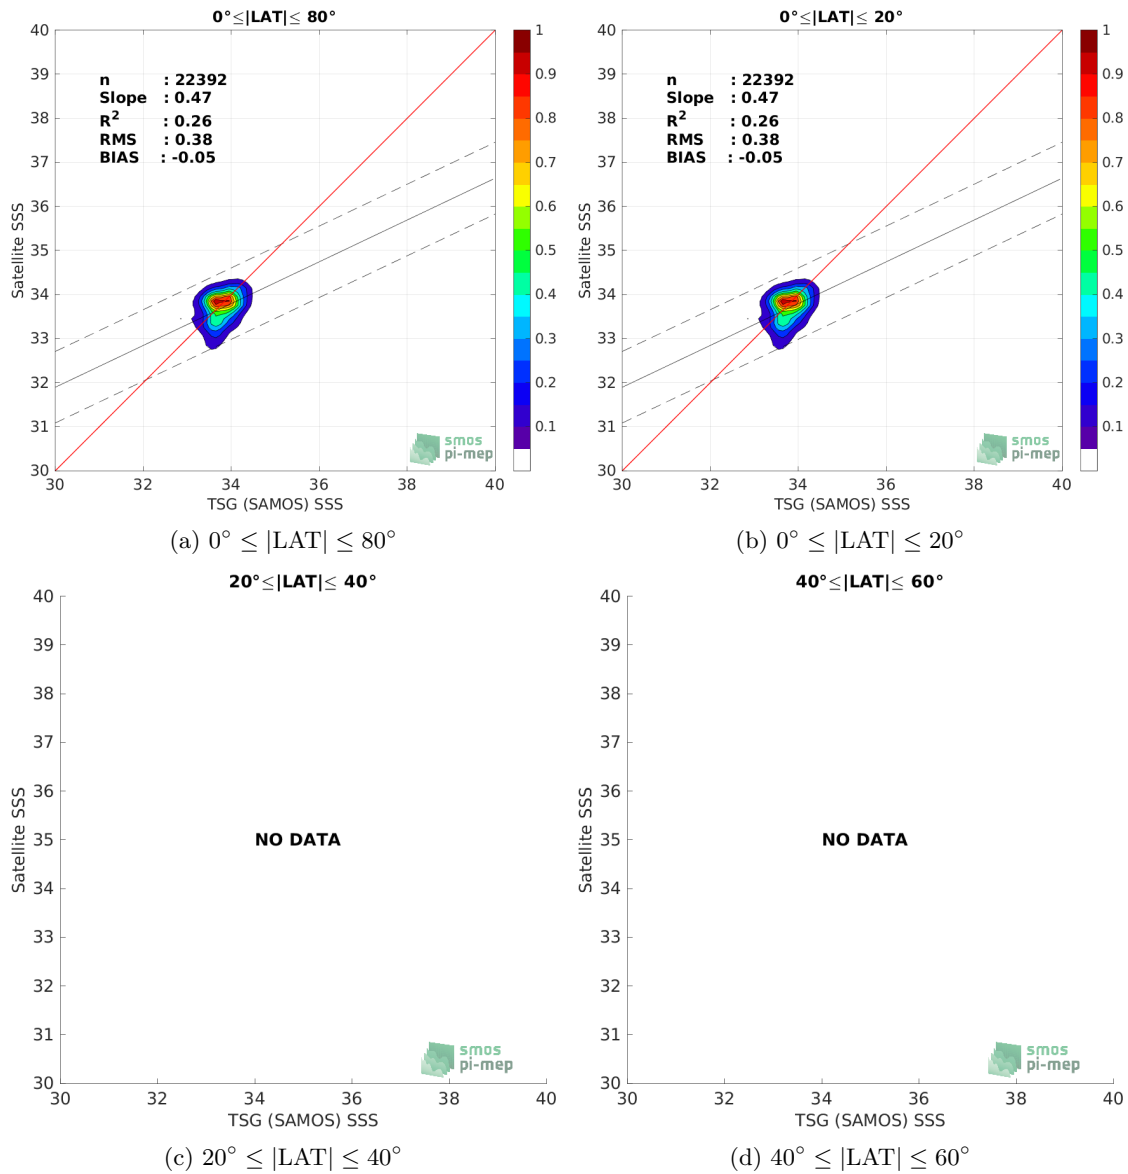 0°≤|LAT|≤ 80°
40
39
38
37
36
35
34
33
32
31
30
30 32 34 36 38 40
Satellite SSS
TSG (SAMOS) SSS
n : 22392
Slope : 0.47
R2 : 0.26
RMS : 0.38
BIAS : -0.05
1
0.9
0.8
0.7
0.6
0.5
0.4
0.3
0.2
0.1
smos
pi-mep
(a) 0° ≤ |LAT| ≤ 80°
0°≤|LAT|≤ 20°
40
39
38
37
36
35
34
33
32
31
30
30 32 34 36 38 40
Satellite SSS
TSG (SAMOS) SSS
n : 22392
Slope : 0.47
R2 : 0.26
RMS : 0.38
BIAS : -0.05
1
0.9
0.8
0.7
0.6
0.5
0.4
0.3
0.2
0.1
smos
pi-mep
(b) 0° ≤ |LAT| ≤ 20°
20°≤|LAT|≤ 40°
40
39
38
37
36
35
34
33
32
31
30
30 32 34 36 38 40
Satellite SSS
TSG (SAMOS) SSS
NO DATA
smos
pi-mep
(c) 20° ≤ |LAT| ≤ 40°
40°≤|LAT|≤ 60°
40
39
38
37
36
35
34
33
32
31
30
30 32 34 36 38 40
Satellite SSS
TSG (SAMOS) SSS
NO DATA
smos
pi-mep
(d) 40° ≤ |LAT| ≤ 60°